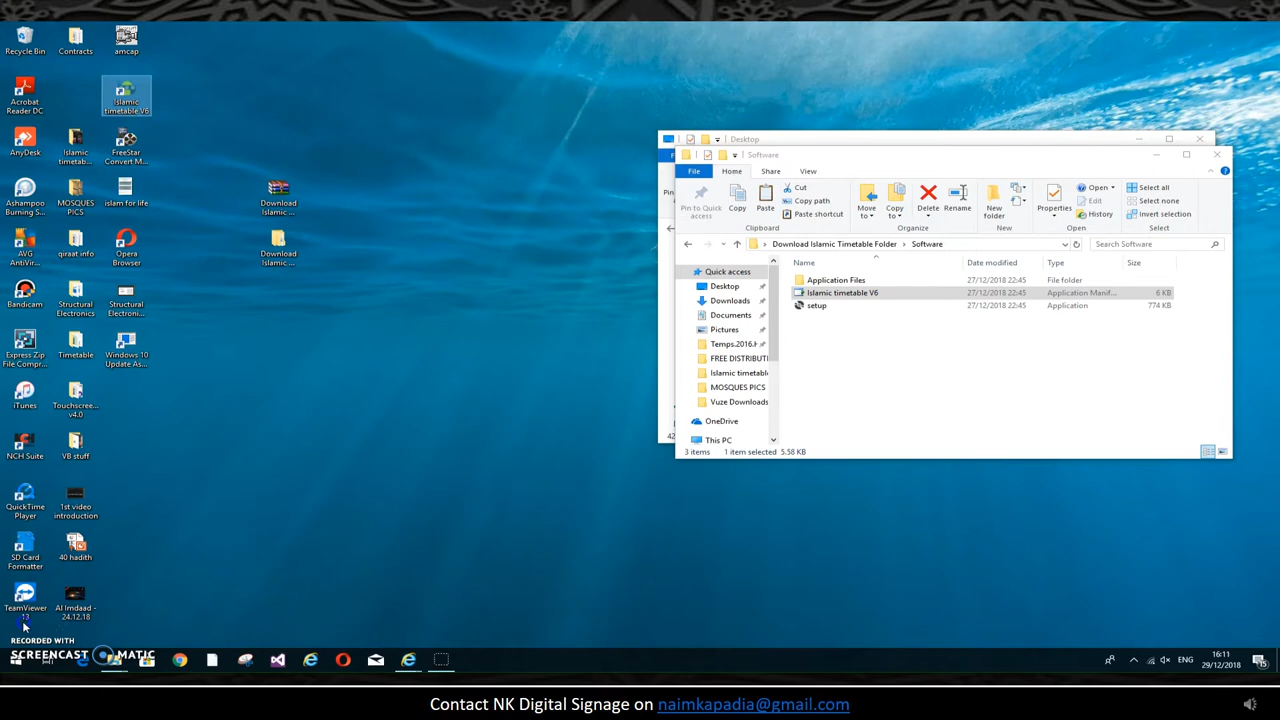 Recycle Bin
Contracts
amcap
Acrobat
Reader DC
Islamic
timetable V6
AnyDesk
Islamic
timetab...
FreeStar
Convert M...
Ashampoo
Burning S...
MOSQUES
PICS
islam for life
Download
Islamic ...
AVG
AntiVir...
qiraat info
Opera
Browser
Download
Islamic ...
Bandicam
Structural
Electronics
Structural
Electroni...
Express Zip
File Compr...
Timetable
Windows 10
Update As...
iTunes
Touchscree...
v4.0
NCH Suite
VB stuff
QuickTime
Player
1st video
introduction
SD Card
Formatter
40 hadith
TeamViewer
13
Al Imdaad -
24.12.18
RECORDED WITH
SCREENCAST MATIC
Desktop
Software
File
Home
Share
View
Pin to Quick
access
Copy
Paste
Cut
Copy path
Paste shortcut
Clipboard
Move
to
Copy
to
Delete
Rename
Organize
New
folder
New
Properties
Open
Edit
History
Open
Select all
Select none
Invert selection
Select
Download Islamic Timetable Folder > Software
Search Software
Name
Date modified
Type
Size
Quick access
Desktop
Downloads
Documents
Pictures
Temps.2016.
FREE DISTRIBUTI
Islamic timetabl
MOSQUES PICS
Vuze Downloads
OneDrive
This PC
Application Files 27/12/2018 22:45 File folder
Islamic timetable V6 27/12/2018 22:45 Application Manif... 6 KB
setup 27/12/2018 22:45 Application 774 KB
3 items 1 item selected 5.58 KB
ENG
16:11
29/12/2018
15
Contact NK Digital Signage on naimkapadia@gmail.com